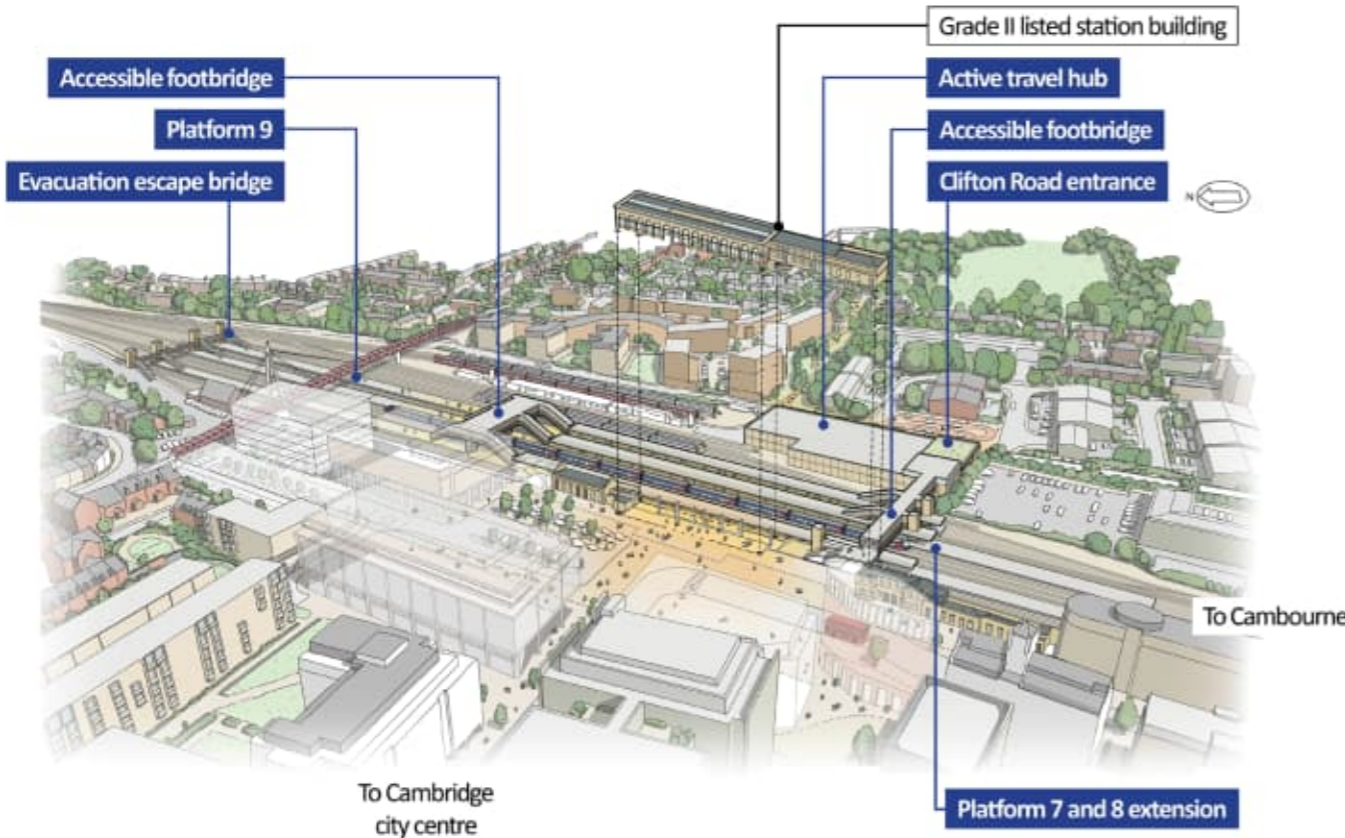 Grade II listed station building
Accessible footbridge
Active travel hub
Platform 9
Accessible footbridge
Evacuation escape bridge
Clifton Road entrance
N
To Cambourne
To Cambridge
city centre
Platform 7 and 8 extension